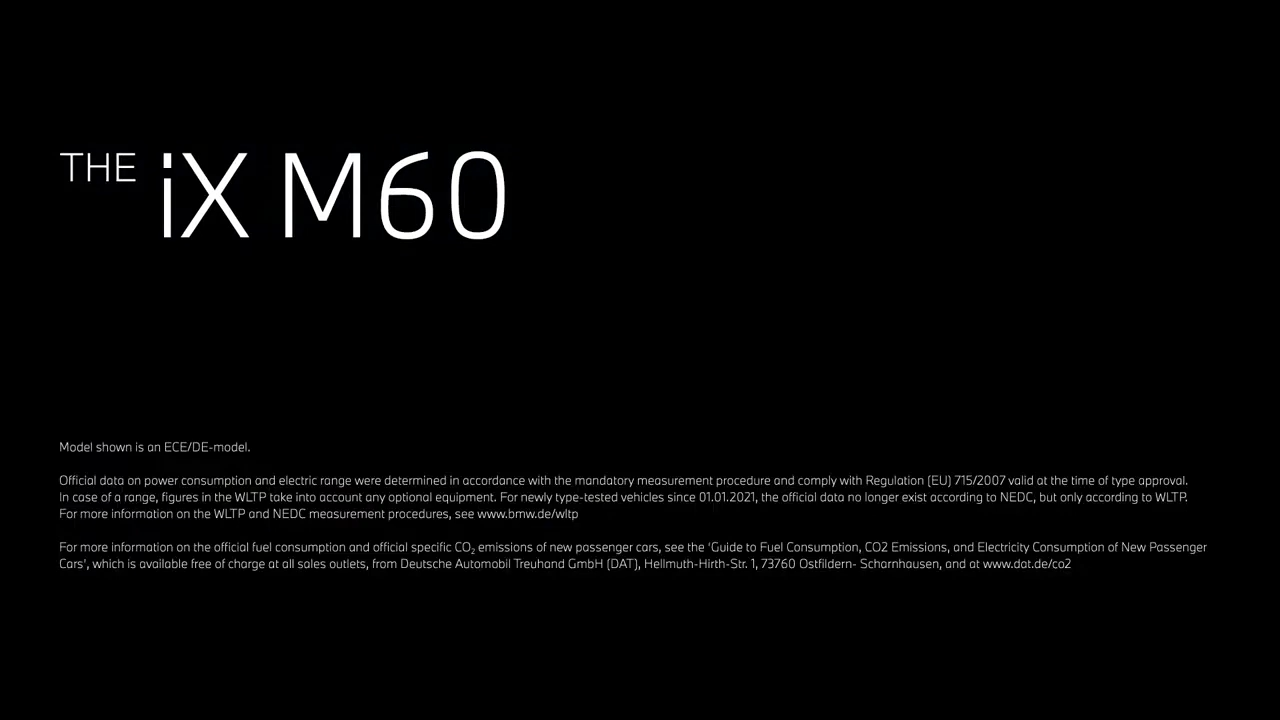 THE iX M60
Model shown is an ECE/DE-model.
Official data on power consumption and electric range were determined in accordance with the mandatory measurement procedure and comply with Regulation (EU) 715/2007 valid at the time of type approval.
In case of a range, figures in the WLTP take into account any optional equipment. For newly type-tested vehicles since 01.01.2021, the official data no longer exist according to NEDC, but only according to WLTP.
For more information on the WLTP and NEDC measurement procedures, see www.bmw.de/wltp
For more information on the official fuel consumption and official specific CO₂ emissions of new passenger cars, see the ‘Guide to Fuel Consumption, CO2 Emissions, and Electricity Consumption of New Passenger
Cars’, which is available free of charge at all sales outlets, from Deutsche Automobil Treuhand GmbH (DAT), Hellmuth-Hirth-Str. 1, 73760 Ostfildern- Scharnhausen, and at www.dat.de/co2